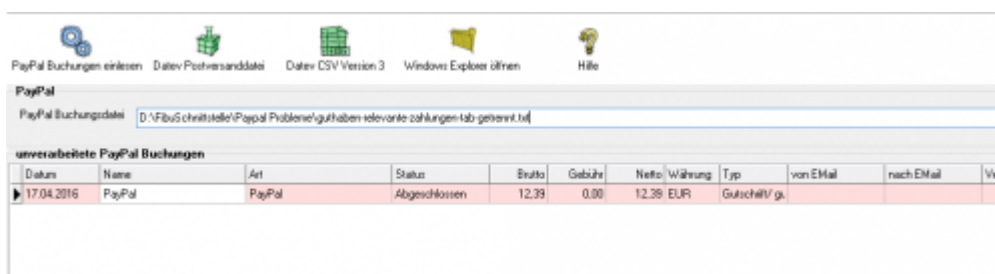 PayPal Buchungen einlesen Datev Postversanddatei Datev CSV Version 3 Windows Explorer öffnen Hilfe
PayPal
PayPal Buchungsdatei D:\FibuSchnittstelle\Paypal Probleme\guthaben-relevante-zahlungen-tab-getrennt.txt
unverarbeitete PayPal Buchungen
Datum Name Art Status Brutto Gebühr Netto Währung Typ von EMail nach EMail
17.04.2016 PayPal PayPal Abgeschlossen 12,39 0,00 12,39 EUR Gutschrift/ gu